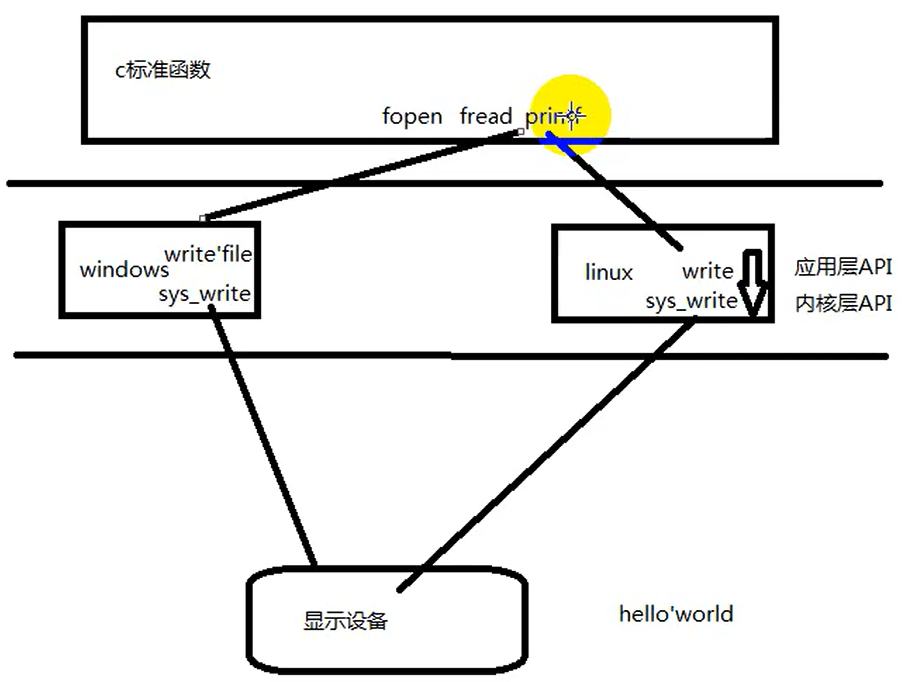 c标准函数
fopen fread printf
windows write'file
sys_write
linux write
sys_write
应用层API
内核层API
显示设备
hello'world